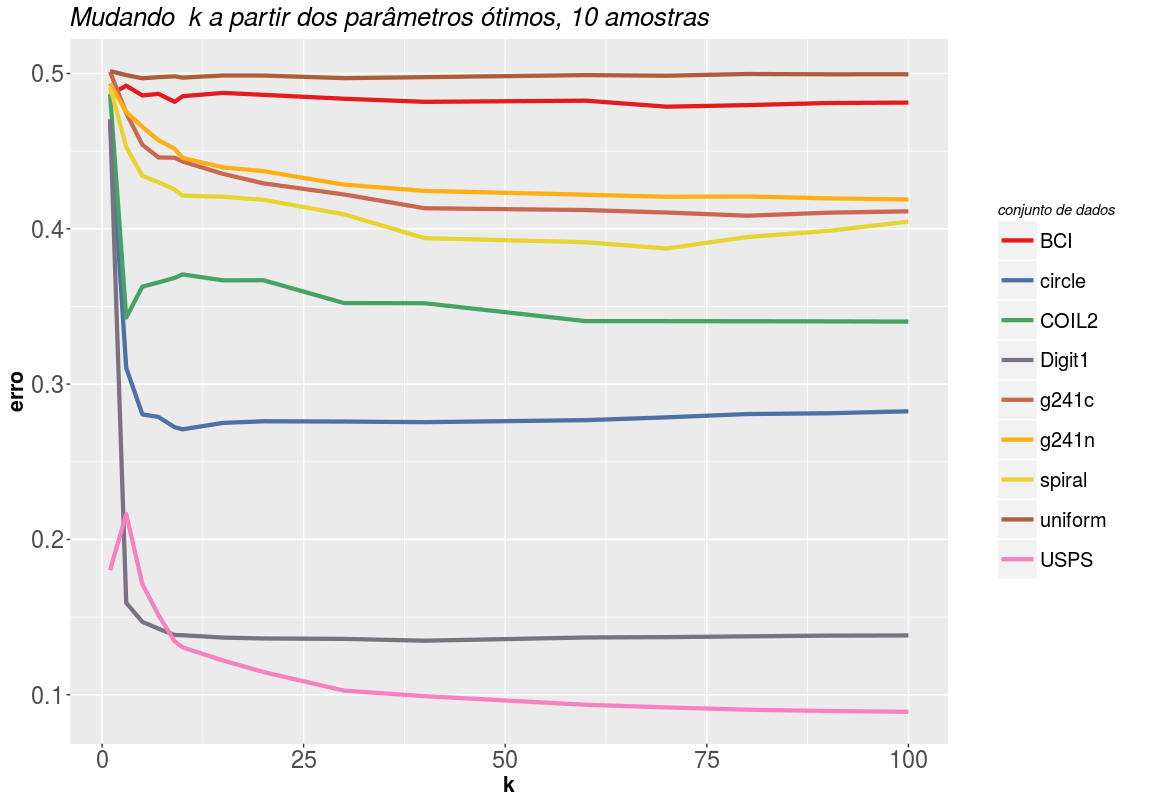 Mudando k a partir dos parâmetros ótimos, 10 amostras
0.5
0.4
0.3
0.2
0.1
erro
0 25 50 75 100
k
conjunto de dados
BCI
circle
COIL2
Digit1
g241c
g241n
spiral
uniform
USPS